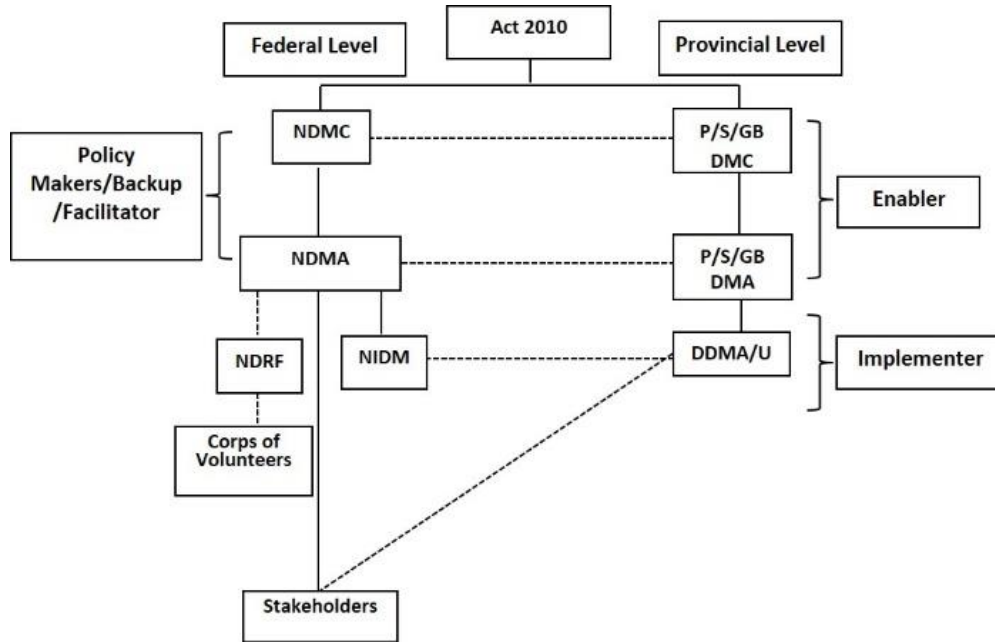 Act 2010
Federal Level
Provincial Level
NDMC
P/S/GB
DMC
Policy
Makers/Backup
/Facilitator
Enabler
NDMA
P/S/GB
DMA
NDRF
NIDM
DDMA/U
Implementer
Corps of
Volunteers
Stakeholders